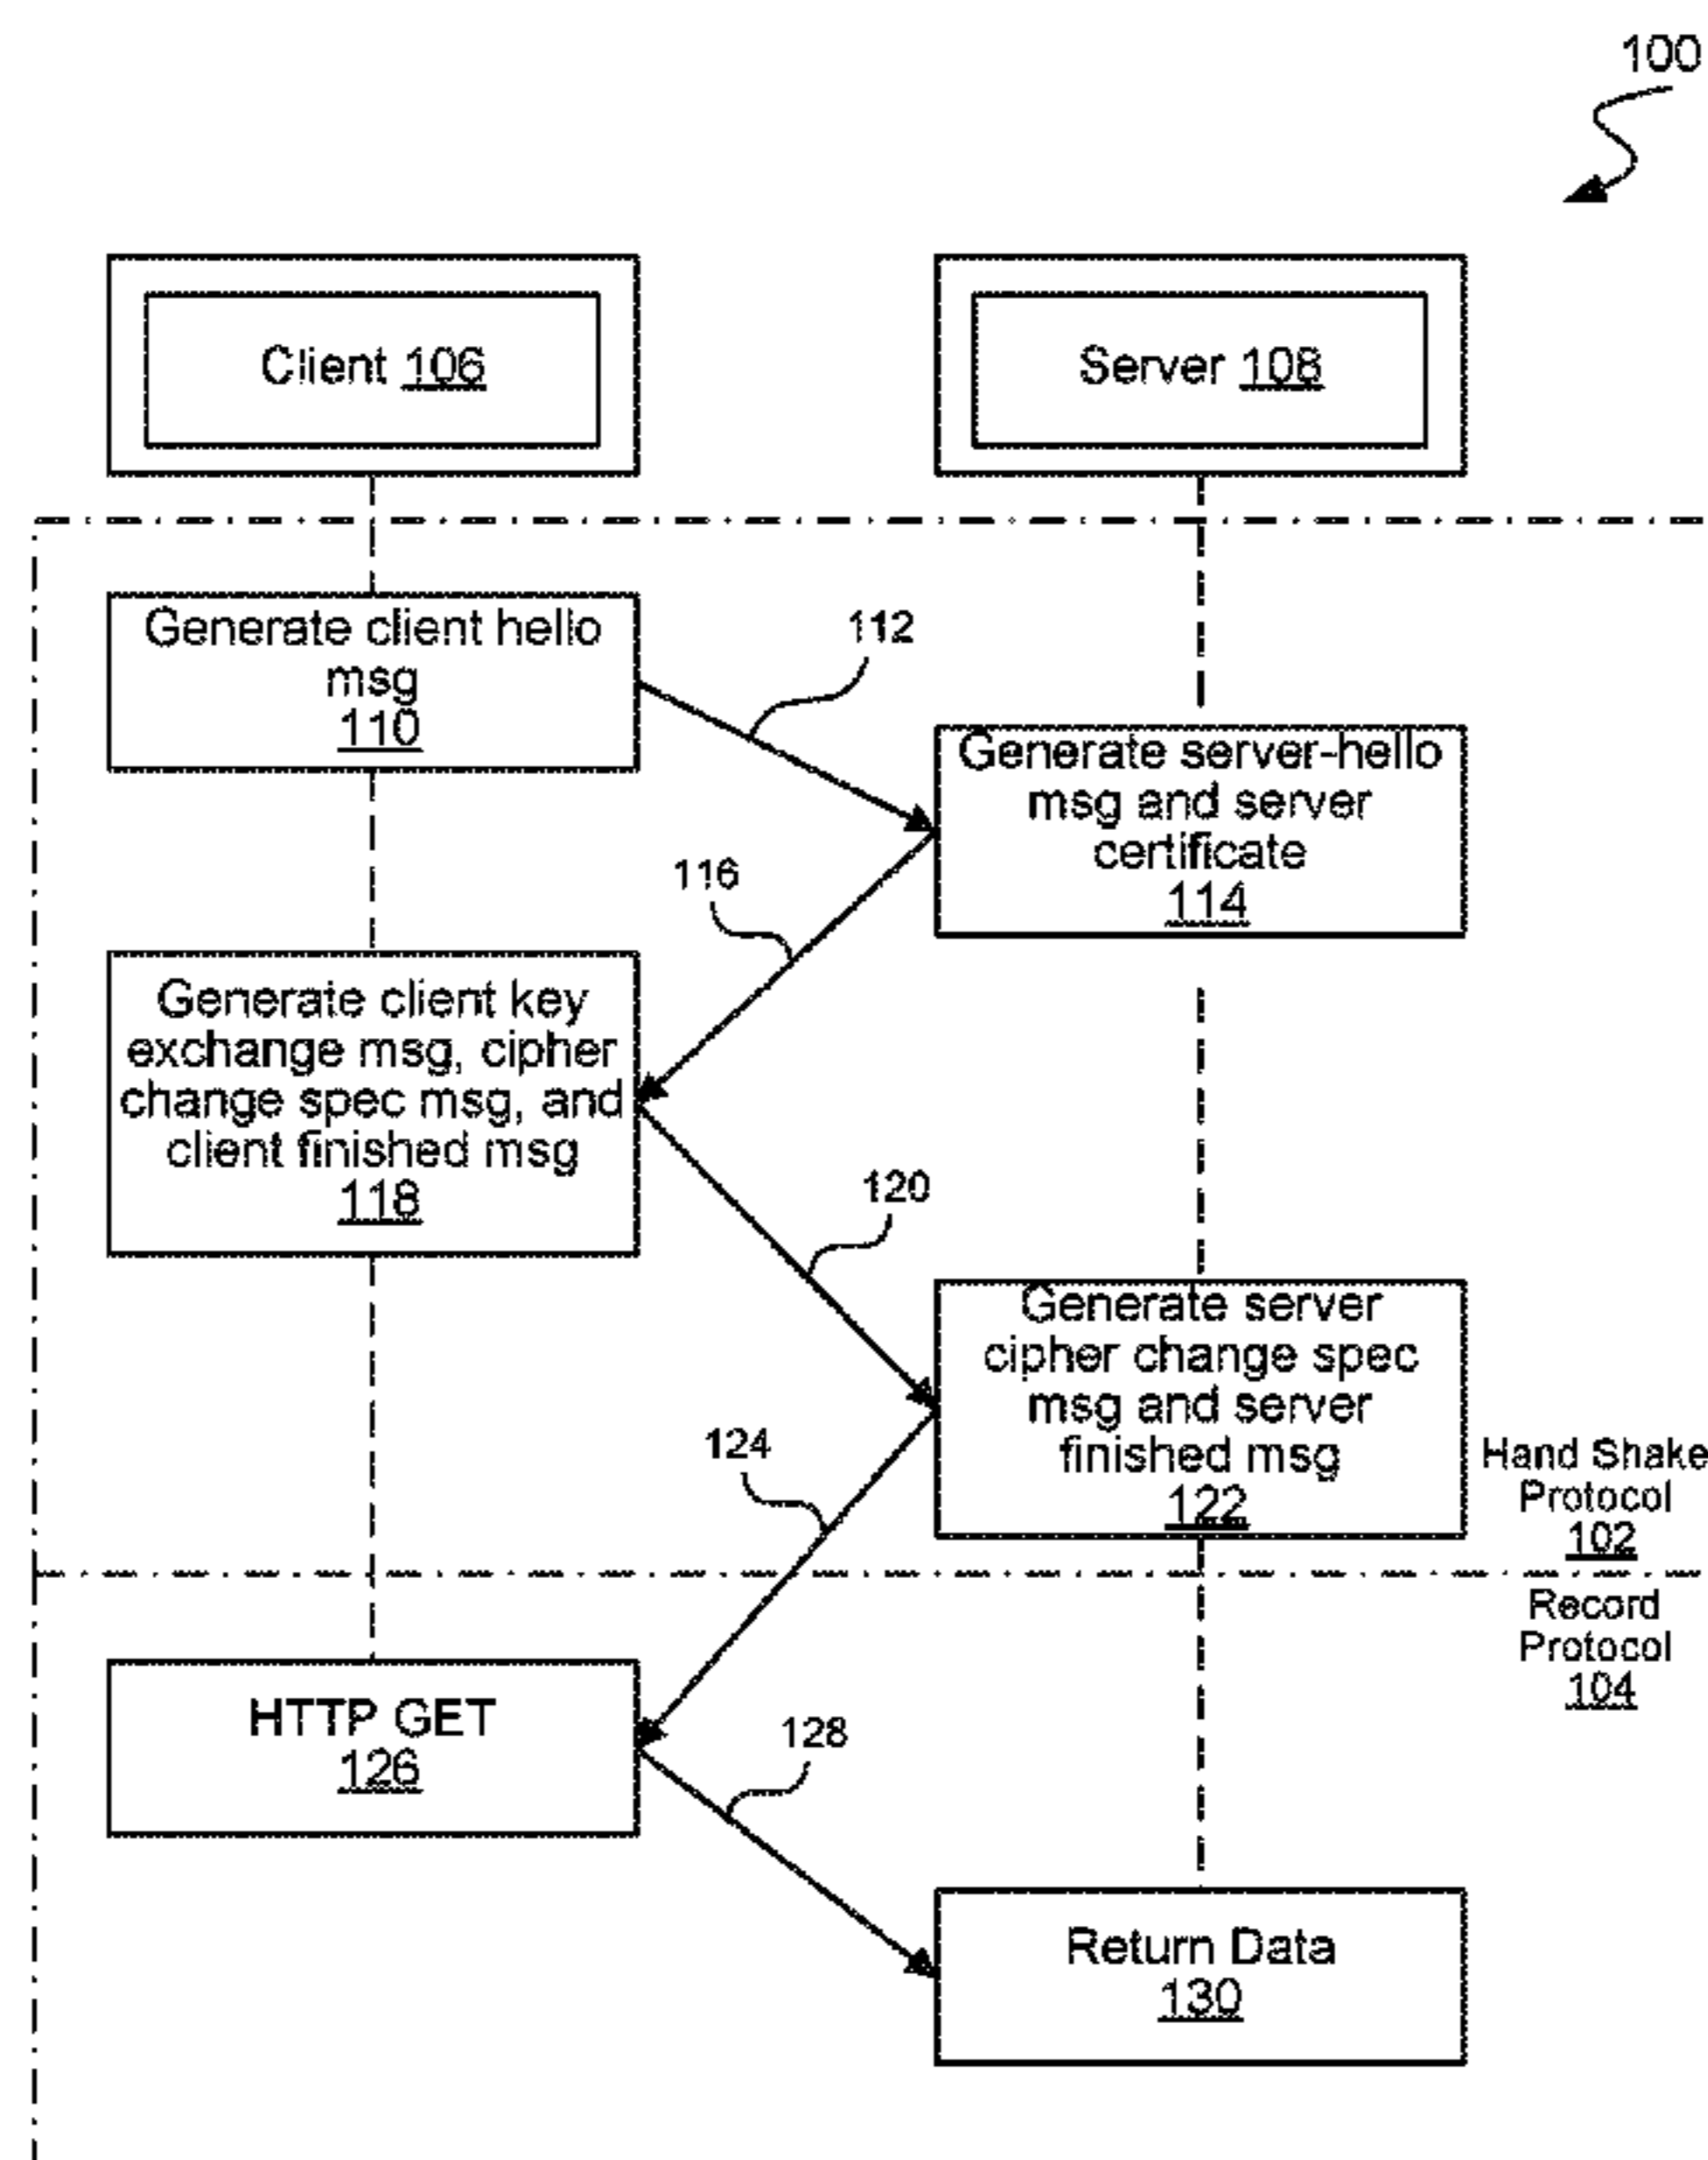 100
Client 106
Server 108
Generate client hello
msg
110
112
Generate server-hello
msg and server
certificate
114
116
Generate client key
exchange msg, cipher
change spec msg, and
client finished msg
118
120
Generate server
cipher change spec
msg and server
finished msg
122
124
Hand Shake
Protocol
102
Record
Protocol
104
HTTP GET
126
128
Return Data
130